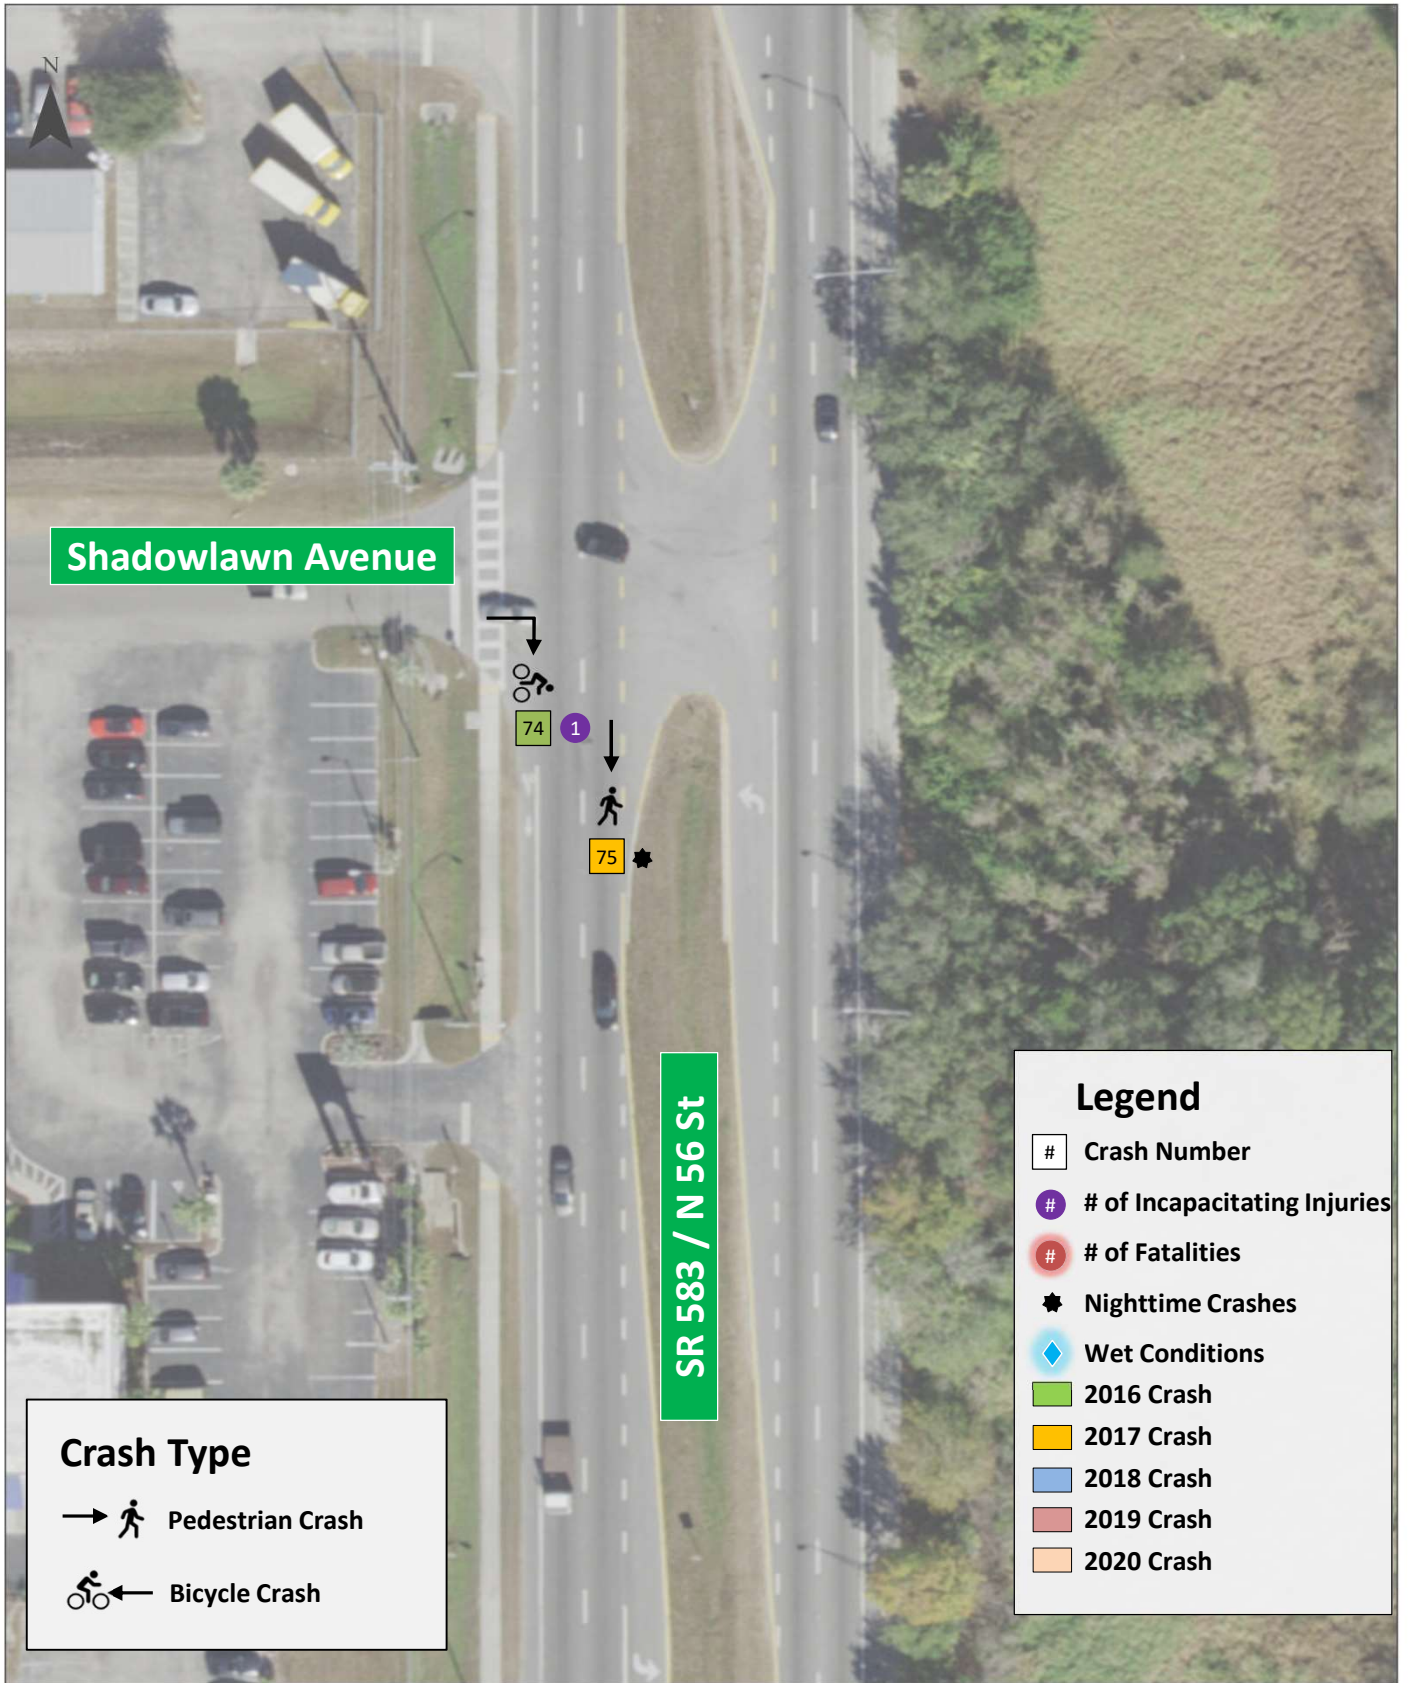 N
Shadowlawn Avenue
74
1
75
SR 583 / N 56 St
Legend
# Crash Number
# # of Incapacitating Injuries
# # of Fatalities
Nighttime Crashes
Wet Conditions
2016 Crash
2017 Crash
2018 Crash
2019 Crash
2020 Crash
Crash Type
Pedestrian Crash
Bicycle Crash